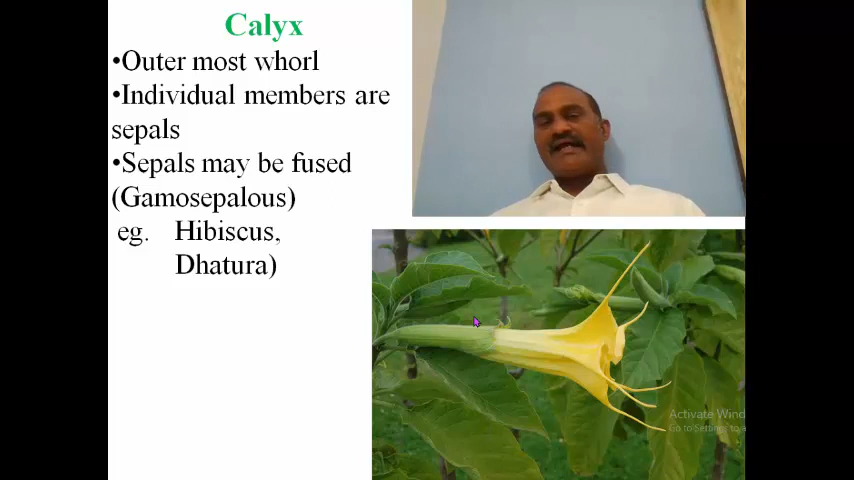 Calyx
•Outer most whorl
•Individual members are
sepals
•Sepals may be fused
(Gamosepalous)
eg. Hibiscus,
Dhatura)
Activate Wind
Go to Settings to a